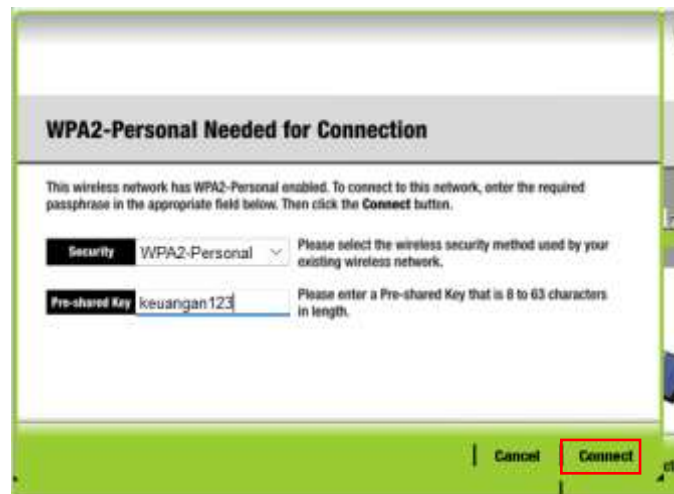 WPA2-Personal Needed for Connection
This wireless network has WPA2-Personal enabled. To connect to this network, enter the required
passphrase in the appropriate field below. Then click the Connect button.
Security WPA2-Personal Please select the wireless security method used by your
existing wireless network.
Pre-shared Key keuangan123 Please enter a Pre-shared Key that is 8 to 63 characters
in length.
Cancel Connect